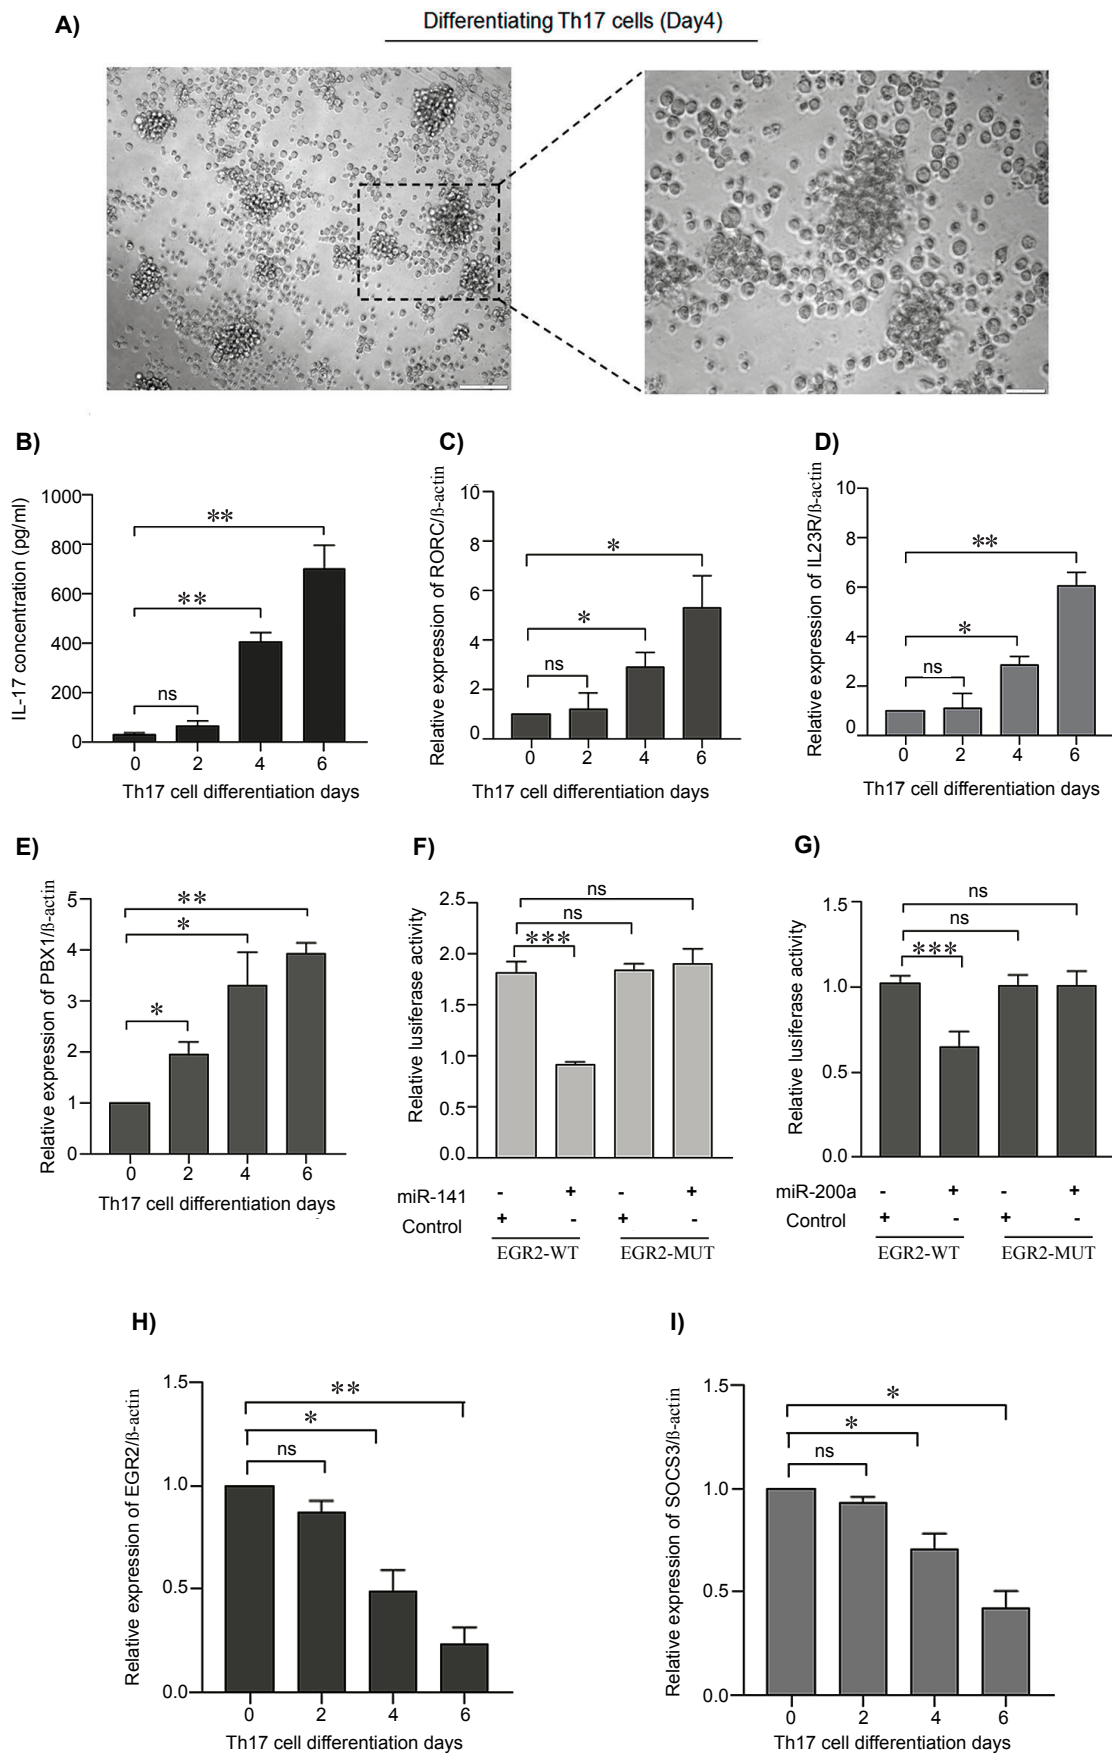 A)
Differentiating Th17 cells (Day4)
B)
IL-17 concentration (pg/ml)
1000
800
600
400
200
0
**
**
ns
0 2 4 6
Th17 cell differentiation days
C)
Relative expression of RORC/ß-actin
10
8
6
4
2
0
*
*
ns
0 2 4 6
Th17 cell differentiation days
D)
Relative expression of IL23R/ß-actin
10
8
6
4
2
0
**
*
ns
0 2 4 6
Th17 cell differentiation days
E)
Relative expression of PBX1/ß-actin
5
4
3
2
1
0
**
*
*
0 2 4 6
Th17 cell differentiation days
F)
Relative lusiferase activity
2.5
2.0
1.5
1.0
0.5
0.0
ns
ns
***
miR-141 - + - +
Control + - + -
EGR2-WT EGR2-MUT
G)
Relative lusiferase activity
1.5
1.0
0.5
0.0
ns
ns
***
miR-200a - + - +
Control + - + -
EGR2-WT EGR2-MUT
H)
Relative expression of EGR2/ß-actin
1.5
1.0
0.5
0.0
**
*
ns
0 2 4 6
Th17 cell differentiation days
I)
Relative expression of SOCS3/ß-actin
1.5
1.0
0.5
0.0
*
*
ns
0 2 4 6
Th17 cell differentiation days